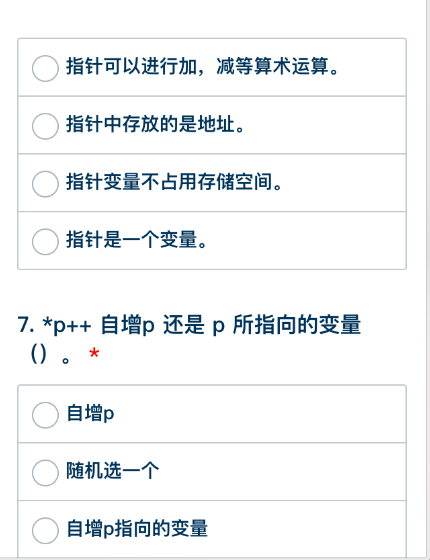 指针可以进行加，减等算术运算。
指针中存放的是地址。
指针变量不占用存储空间。
指针是一个变量。
7. *p++ 自增p 还是 p 所指向的变量
（）。 *
自增p
随机选一个
自增p指向的变量